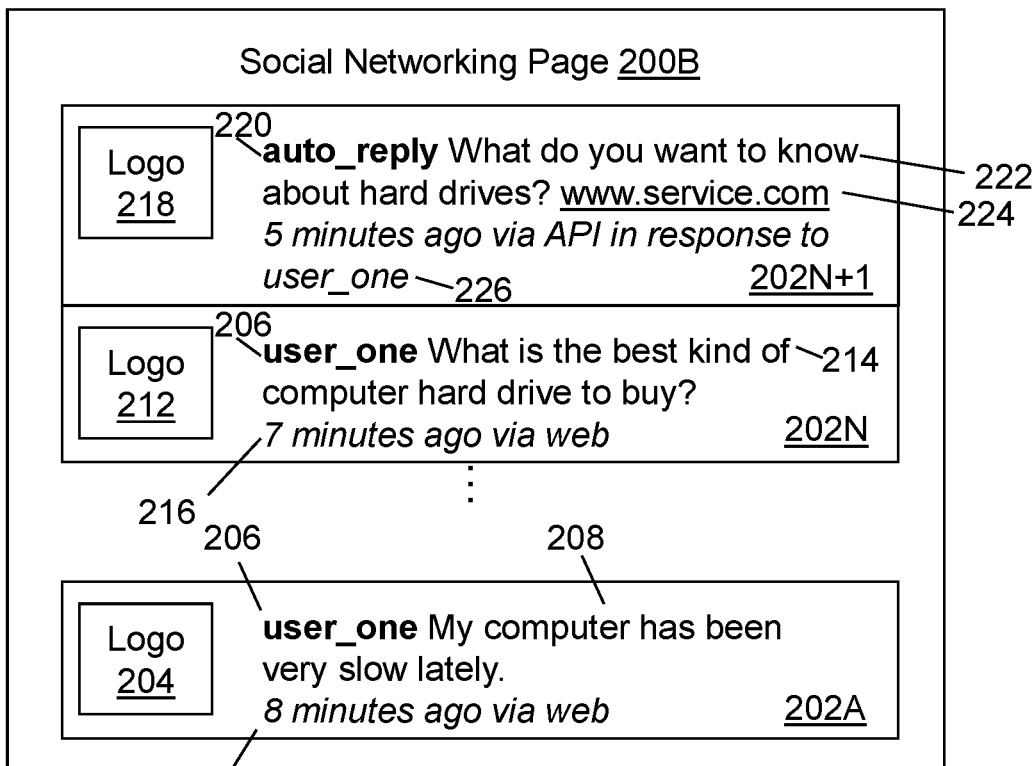 Social Networking Page 200B
220
Logo
218
auto_reply What do you want to know
about hard drives? www.service.com
5 minutes ago via API in response to
user_one
222
224
226
202N+1
206
Logo
212
user_one What is the best kind of
computer hard drive to buy?
7 minutes ago via web
214
202N
216
206
208
Logo
204
user_one My computer has been
very slow lately.
8 minutes ago via web
202A